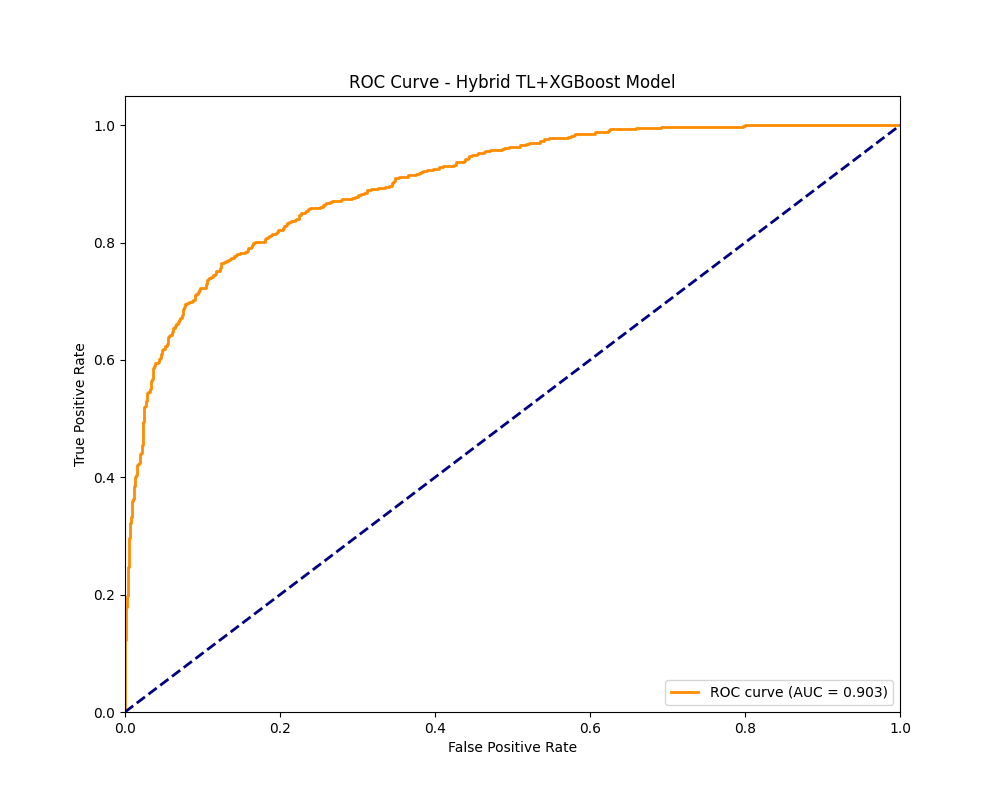 ROC Curve - Hybrid TL+XGBoost Model
1.0
0.8
0.6
0.4
0.2
0.0
True Positive Rate
0.0 0.2 0.4 0.6 0.8 1.0
False Positive Rate
ROC curve (AUC = 0.903)